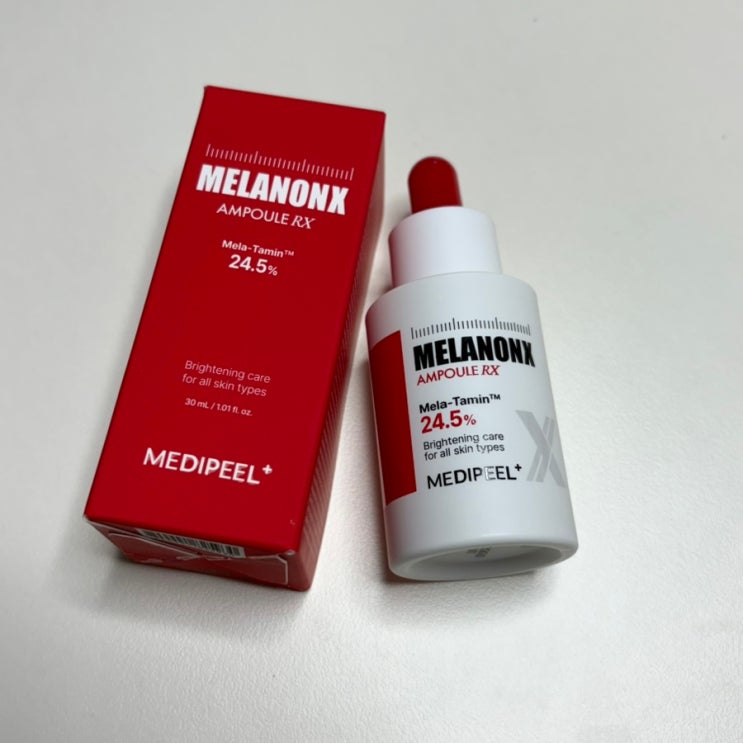 MELANONX
AMPOULE RX
Mela-Tamin™
24.5%
Brightening care
for all skin types
30 mL / 1.01 fl. oz.
MEDIPEEL+
MELANONX
AMPOULE RX
Mela-Tamin™
24.5%
Brightening care
for all skin types
MEDIPEEL+
X